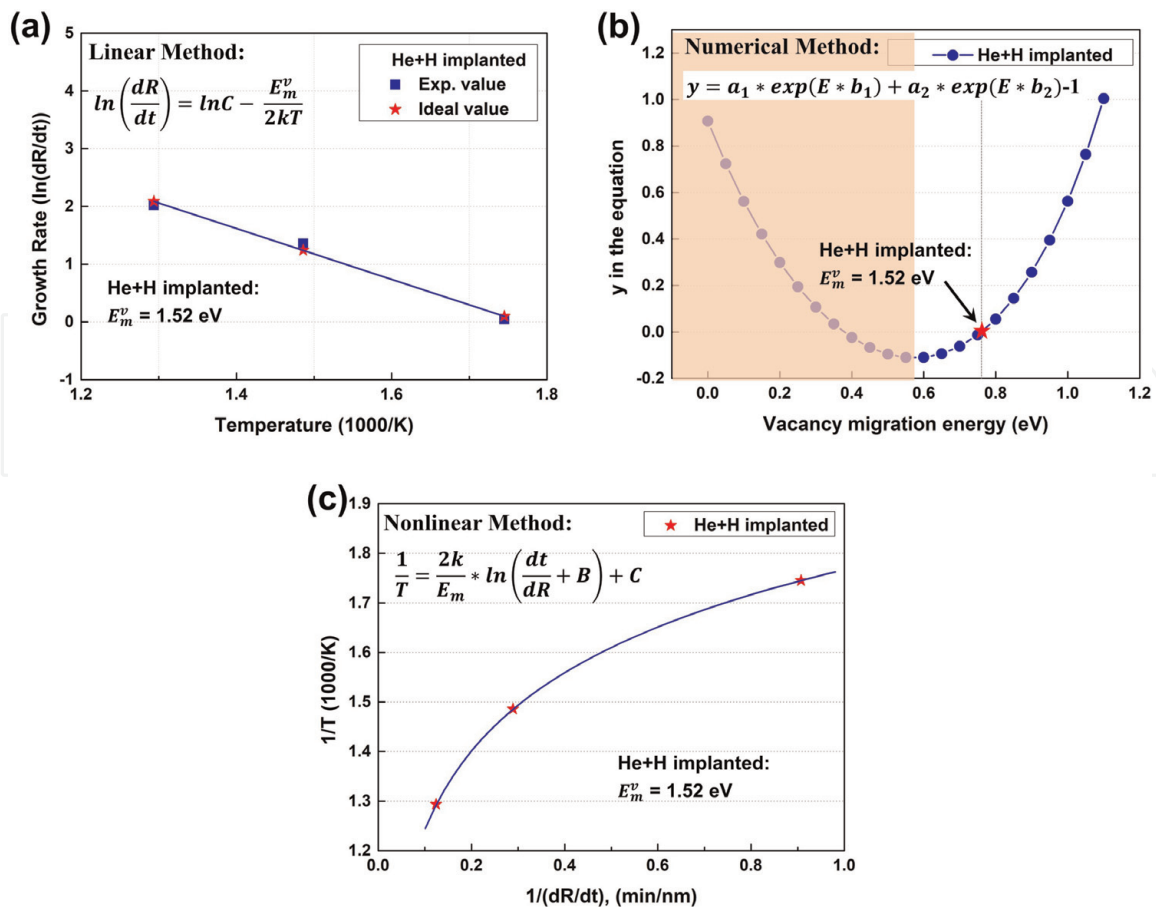 (a)
Linear Method:
ln(dR/dt) = lnC − E_m^v/2kT
He+H implanted
Exp. value
Ideal value
He+H implanted:
E_m^v = 1.52 eV
Growth Rate (ln(dR/dt))
5
4
3
2
1
0
-1
1.2 1.4 1.6 1.8
Temperature (1000/K)
(b)
Numerical Method:
He+H implanted
y = a₁ * exp(E * b₁) + a₂ * exp(E * b₂)-1
He+H implanted:
E_m^v = 1.52 eV
y in the equation
1.2
1.0
0.8
0.6
0.4
0.2
0.0
-0.2
0.0 0.2 0.4 0.6 0.8 1.0 1.2
Vacancy migration energy (eV)
(c)
Nonlinear Method:
He+H implanted
1/T = 2k/E_m * ln(dt/dR + B) + C
He+H implanted:
E_m^v = 1.52 eV
1/T (1000/K)
1.9
1.8
1.7
1.6
1.5
1.4
1.3
1.2
0.0 0.2 0.4 0.6 0.8 1.0
1/(dR/dt), (min/nm)